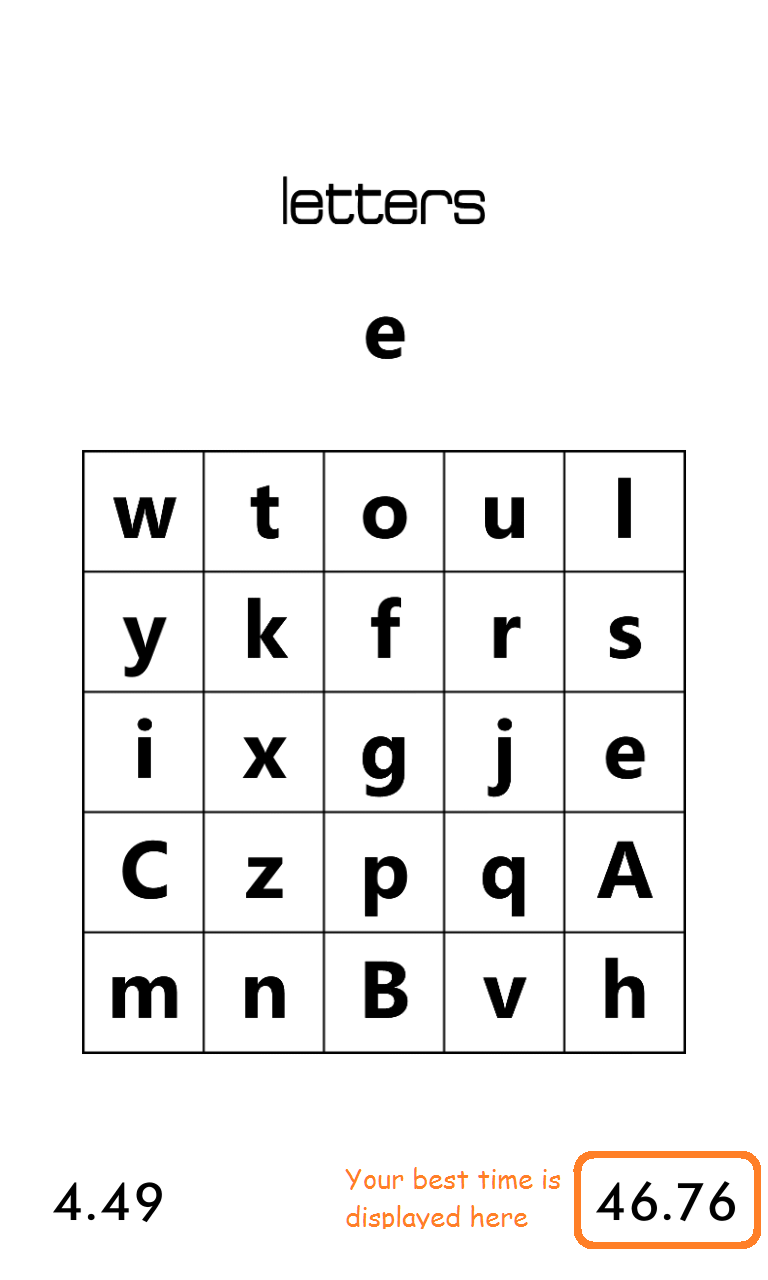 letters
e
w t o u l
y k f r s
i x g j e
C z p q A
m n B v h
4.49
Your best time is
displayed here
46.76